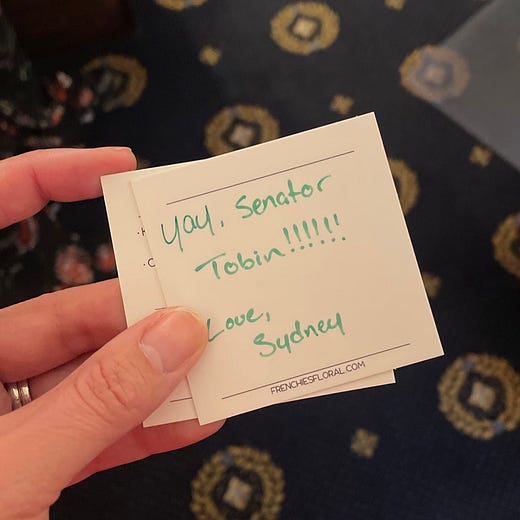 Yay, Senator
Tobin!!!!!!
Love,
Sydney
FRENCHIESFLORAL.COM